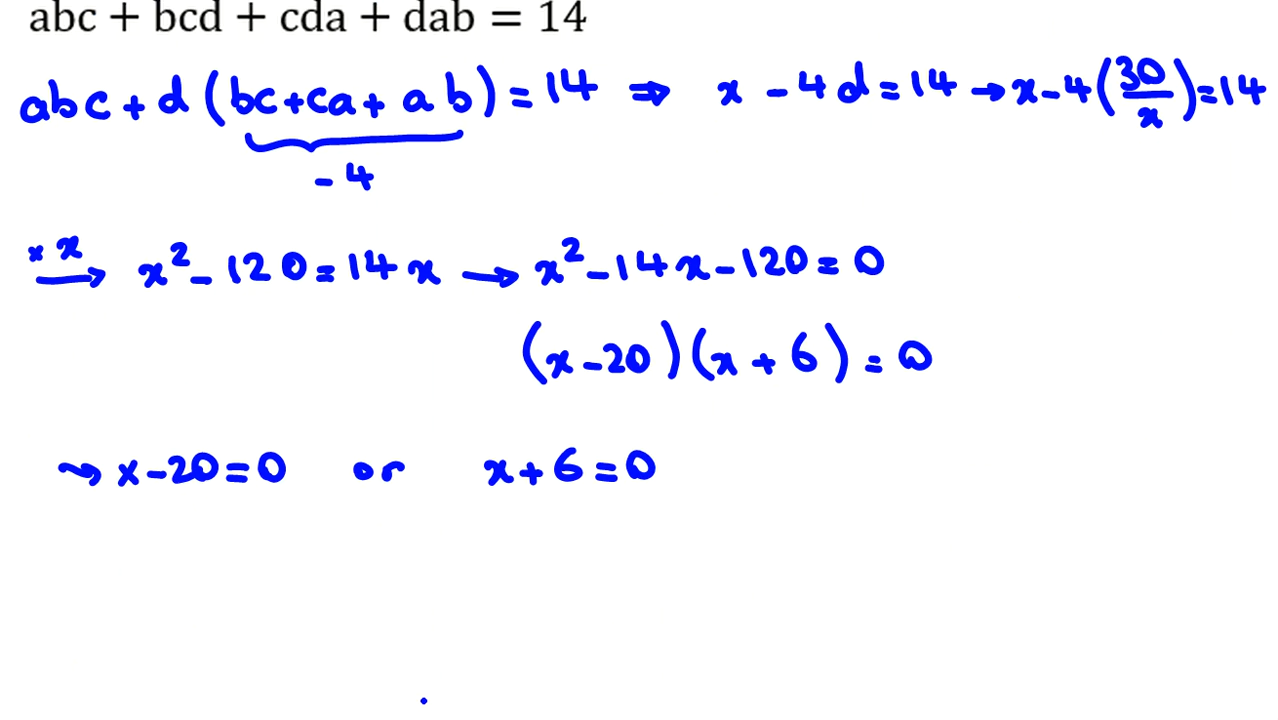 abc + bcd + cda + dab = 14
abc + d (bc+ca+ ab) = 14 ⇒ x - 4d = 14 → x - 4(30/x) = 14
- 4
× x → x² - 120 = 14x → x² - 14x - 120 = 0
(x - 20)(x + 6) = 0
⇝ x - 20 = 0 or x + 6 = 0